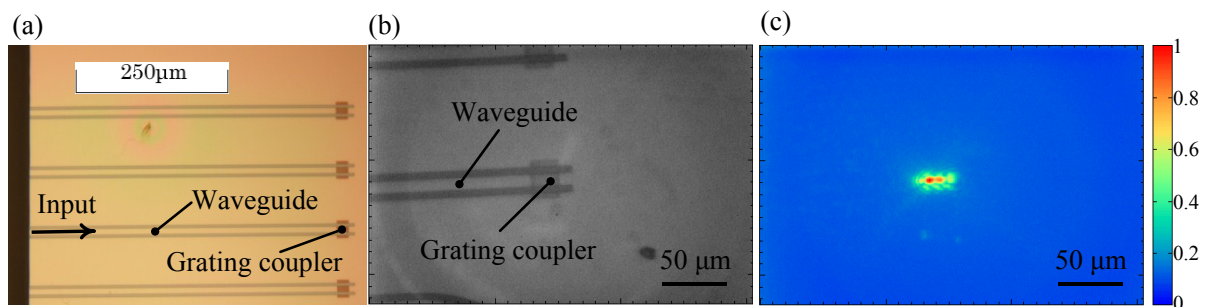 (a)
250µm
Input
Waveguide
Grating coupler
(b)
Waveguide
Grating coupler
50 µm
(c)
50 µm
1
0.8
0.6
0.4
0.2
0